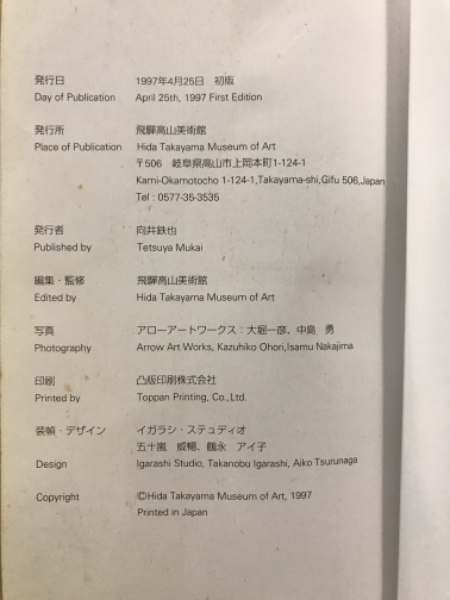 発行日 1997年4月25日 初版
Day of Publication April 25th, 1997 First Edition
発行所 飛騨高山美術館
Place of Publication Hida Takayama Museum of Art
〒506 岐阜県高山市上岡本町1-124-1
Kami-Okamotocho 1-124-1,Takayama-shi,Gifu 506,Japan
Tel : 0577-35-3535
発行者 向井鉄也
Published by Tetsuya Mukai
編集・監修 飛騨高山美術館
Edited by Hida Takayama Museum of Art
写真 アローアートワークス：大堀一彦、中島 勇
Photography Arrow Art Works, Kazuhiko Ohori,Isamu Nakajima
印刷 凸版印刷株式会社
Printed by Toppan Printing, Co.,Ltd.
装幀・デザイン イガラシ・ステュディオ
五十嵐 威暢、鶴永 アイ子
Design Igarashi Studio, Takanobu Igarashi, Aiko Tsurunaga
Copyright ©Hida Takayama Museum of Art, 1997
Printed in Japan